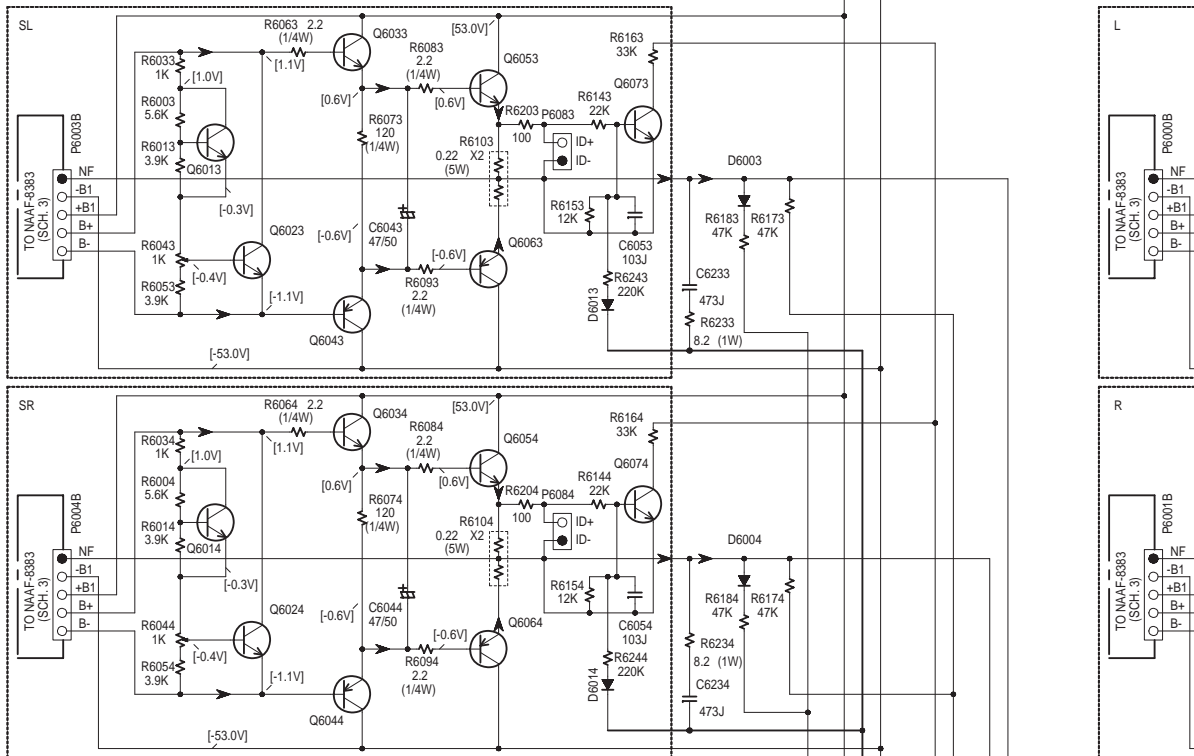 SL
R6063 2.2
(1/4W)
Q6033
[53.0V]
R6163
33K
R6033
1K
[1.0V]
[1.1V]
R6083
2.2
(1/4W)
Q6053
Q6073
R6003
5.6K
[0.6V]
[0.6V]
R6203
100
P6083
R6143
22K
P6003B
R6013
3.9K
Q6013
R6073
120
(1/4W)
R6103
0.22 X2
(5W)
ID+
ID-
D6003
TO NAAF-8383
(SCH. 3)
NF
-B1
+B1
B+
B-
[-0.3V]
R6153
12K
R6183
47K
R6173
47K
C6043
47/50
[-0.6V]
Q6023
Q6063
C6053
103J
R6043
1K
[-0.4V]
[-0.6V]
R6093
2.2
(1/4W)
R6243
220K
C6233
473J
R6053
3.9K
[-1.1V]
D6013
R6233
8.2 (1W)
Q6043
[-53.0V]
SR
R6064 2.2
(1/4W)
Q6034
[53.0V]
R6164
33K
R6034
1K
[1.0V]
[1.1V]
R6084
2.2
(1/4W)
Q6054
Q6074
R6004
5.6K
[0.6V]
[0.6V]
R6204
100
P6084
R6144
22K
P6004B
R6014
3.9K
Q6014
R6074
120
(1/4W)
R6104
0.22 X2
(5W)
ID+
ID-
D6004
TO NAAF-8383
(SCH. 3)
NF
-B1
+B1
B+
B-
[-0.3V]
R6154
12K
R6184
47K
R6174
47K
C6044
47/50
[-0.6V]
Q6024
Q6064
C6054
103J
R6044
1K
[-0.4V]
[-0.6V]
R6094
2.2
(1/4W)
R6244
220K
R6234
8.2 (1W)
R6054
3.9K
[-1.1V]
D6014
C6234
473J
Q6044
[-53.0V]
L
P6000B
TO NAAF-8383
(SCH. 3)
NF
-B1
+B1
B+
B-
R
P6001B
TO NAAF-8383
(SCH. 3)
NF
-B1
+B1
B+
B-